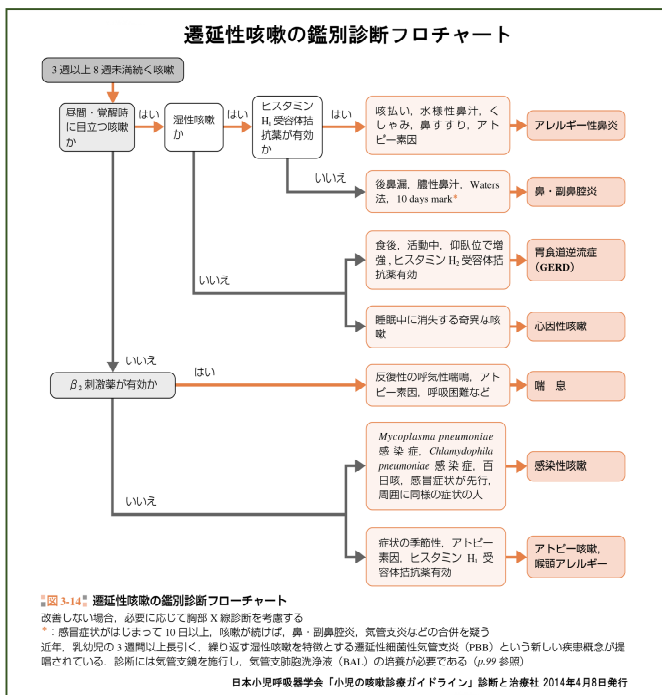 遷延性咳嗽の鑑別診断フロチャート
3週以上8週未満続く咳嗽
昼間・覚醒時
に目立つ咳嗽
か
はい
湿性咳嗽
か
はい
ヒスタミン
H₁受容体拮
抗薬が有効
か
はい
咳払い，水様性鼻汁，く
しゃみ，鼻すすり，アト
ピー素因
アレルギー性鼻炎
いいえ
後鼻漏，膿性鼻汁，Waters
法，10 days mark*
鼻・副鼻腔炎
いいえ
食後，活動中，仰臥位で増
強，ヒスタミンH₂受容体拮
抗薬有効
胃食道逆流症
（GERD）
睡眠中に消失する奇異な咳
嗽
心因性咳嗽
いいえ
β₂刺激薬が有効か
はい
反復性の呼気性喘鳴，アト
ピー素因，呼吸困難など
喘 息
いいえ
Mycoplasma pneumoniae
感染症，Chlamydophila
pneumoniae 感染症，百
日咳，感冒症状が先行，
周囲に同様の症状の人
感染性咳嗽
症状の季節性，アトピー
素因，ヒスタミンH₁受
容体拮抗薬有効
アトピー咳嗽，
喉頭アレルギー
図3-14 遷延性咳嗽の鑑別診断フローチャート
改善しない場合，必要に応じて胸部X線診断を考慮する
*：感冒症状がはじまって10日以上，咳嗽が続けば，鼻・副鼻腔炎，気管支炎などの合併を疑う
近年，乳幼児の3週間以上長引く，繰り返す湿性咳嗽を特徴とする遷延性細菌性気管支炎（PBB）という新しい疾患概念が提
唱されている．診断には気管支鏡を施行し，気管支肺胞洗浄液（BAL）の培養が必要である（p.99 参照）
日本小児呼吸器学会「小児の咳嗽診療ガイドライン」診断と治療社 2014年4月8日発行